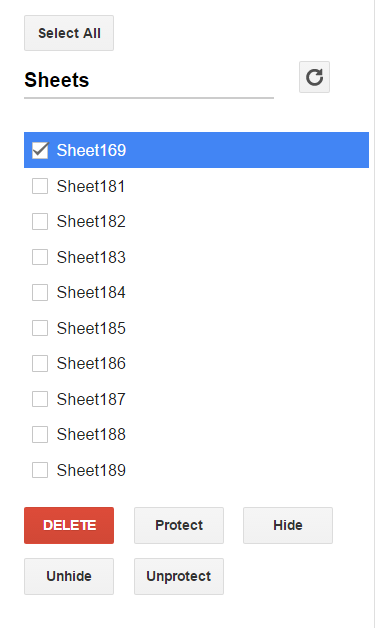 Select All
Sheets
Sheet169
Sheet181
Sheet182
Sheet183
Sheet184
Sheet185
Sheet186
Sheet187
Sheet188
Sheet189
DELETE Protect Hide
Unhide Unprotect